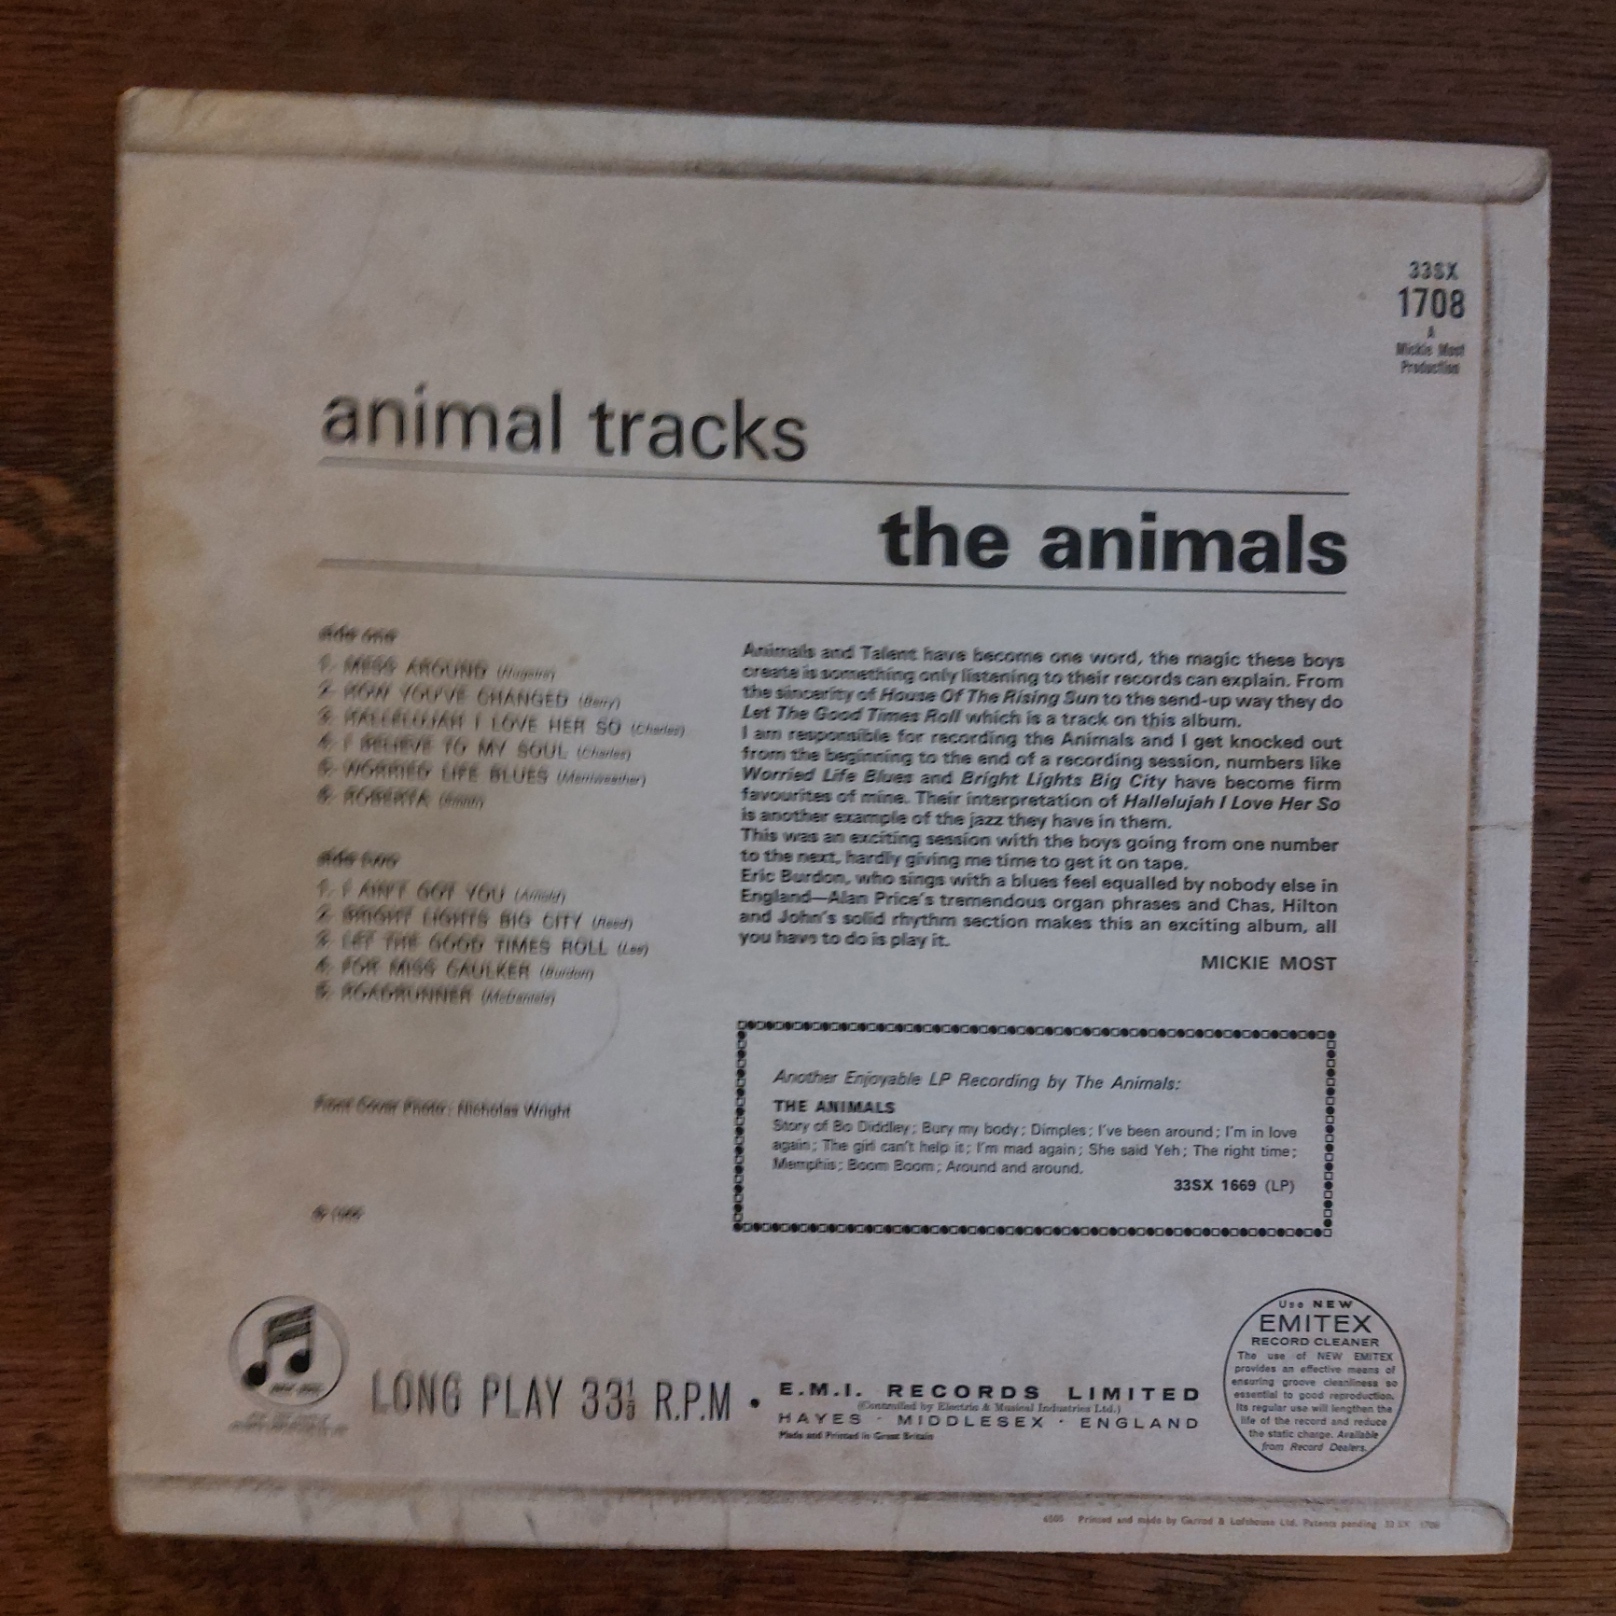 33SX
1708
A
Mickie Most
Production
animal tracks
the animals
side one
1. MESS AROUND (Nugetre)
2. HOW YOU'VE CHANGED (Berry)
3. HALLELUJAH I LOVE HER SO (Charles)
4. I BELIEVE TO MY SOUL (Charles)
5. WORRIED LIFE BLUES (Merriweather)
6. ROBERTA (Smith)
side two
1. I AIN'T GOT YOU (Arnold)
2. BRIGHT LIGHTS BIG CITY (Reed)
3. LET THE GOOD TIMES ROLL (Lee)
4. FOR MISS CAULKER (Burdon)
5. ROADRUNNER (McDaniels)
Front Cover Photo: Nicholas Wright
Animals and Talent have become one word, the magic these boys
create is something only listening to their records can explain. From
the sincerity of House Of The Rising Sun to the send-up way they do
Let The Good Times Roll which is a track on this album.
I am responsible for recording the Animals and I get knocked out
from the beginning to the end of a recording session, numbers like
Worried Life Blues and Bright Lights Big City have become firm
favourites of mine. Their interpretation of Hallelujah I Love Her So
is another example of the jazz they have in them.
This was an exciting session with the boys going from one number
to the next, hardly giving me time to get it on tape.
Eric Burdon, who sings with a blues feel equalled by nobody else in
England—Alan Price's tremendous organ phrases and Chas, Hilton
and John's solid rhythm section makes this an exciting album, all
you have to do is play it.
MICKIE MOST
Another Enjoyable LP Recording by The Animals:
THE ANIMALS
Story of Bo Diddley; Bury my body; Dimples; I've been around; I'm in love
again; The girl can't help it; I'm mad again; She said Yeh; The right time;
Memphis; Boom Boom; Around and around.
33SX 1669 (LP)
LONG PLAY 33⅓ R.P.M •
E.M.I. RECORDS LIMITED
(Controlled by Electric & Musical Industries Ltd.)
HAYES · MIDDLESEX · ENGLAND
Made and Printed in Great Britain
Use NEW
EMITEX
RECORD CLEANER
The use of NEW EMITEX
provides an effective means of
ensuring groove cleanliness so
essential to good reproduction.
Its regular use will lengthen the
life of the record and reduce
the static charge. Available
from Record Dealers.
6505 Printed and made by Garrod & Lofthouse Ltd. Patents pending 33 SX 1708